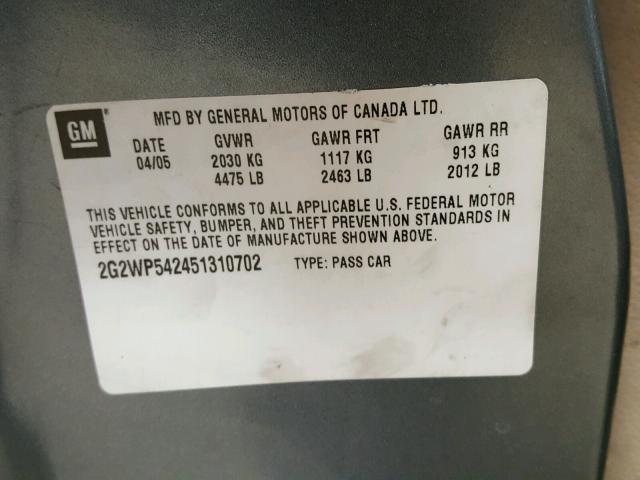 GM
MFD BY GENERAL MOTORS OF CANADA LTD.
DATE GVWR GAWR FRT GAWR RR
04/05 2030 KG 1117 KG 913 KG
4475 LB 2463 LB 2012 LB
THIS VEHICLE CONFORMS TO ALL APPLICABLE U.S. FEDERAL MOTOR
VEHICLE SAFETY, BUMPER, AND THEFT PREVENTION STANDARDS IN
EFFECT ON THE DATE OF MANUFACTURE SHOWN ABOVE.
2G2WP542451310702 TYPE: PASS CAR